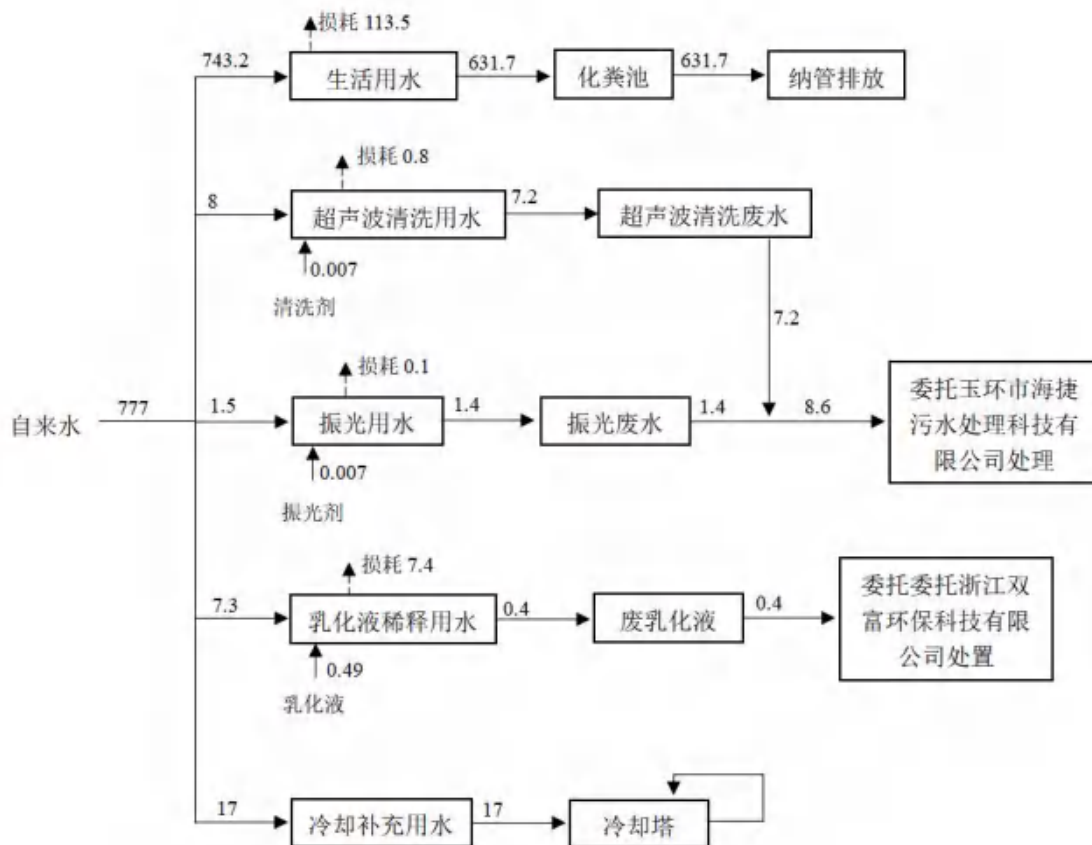 损耗 113.5
743.2
生活用水
631.7
化粪池
631.7
纳管排放
损耗 0.8
8
超声波清洗用水
7.2
超声波清洗废水
0.007
清洗剂
7.2
损耗 0.1
自来水
777
1.5
振光用水
1.4
振光废水
1.4
8.6
委托玉环市海捷
污水处理科技有
限公司处理
0.007
振光剂
损耗 7.4
7.3
乳化液稀释用水
0.4
废乳化液
0.4
委托委托浙江双
富环保科技有限
公司处置
0.49
乳化液
17
冷却补充用水
17
冷却塔